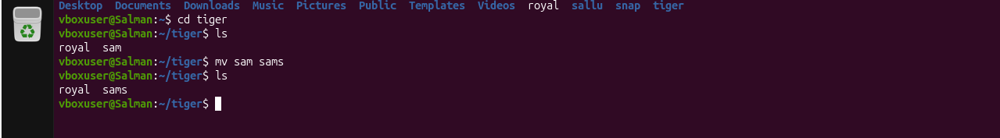 Desktop  Documents  Downloads  Music  Pictures  Public  Templates  Videos  royal  sallu  snap  tiger
vboxuser@Salman:~$ cd tiger
vboxuser@Salman:~/tiger$ ls
royal  sam
vboxuser@Salman:~/tiger$ mv sam sams
vboxuser@Salman:~/tiger$ ls
royal  sams
vboxuser@Salman:~/tiger$